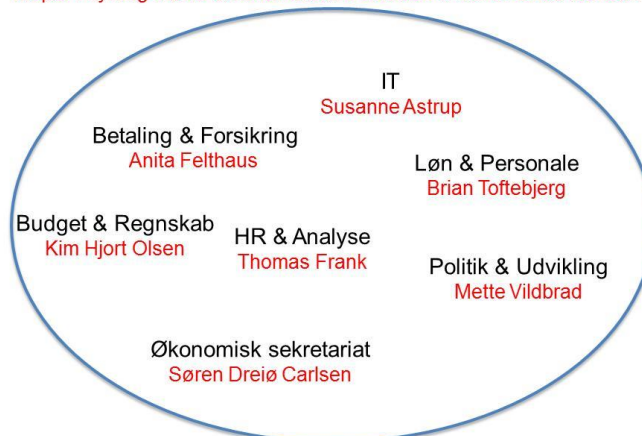 IT
Susanne Astrup
Betaling & Forsikring
Anita Felthaus
Løn & Personale
Brian Toftebjerg
Budget & Regnskab
Kim Hjort Olsen
HR & Analyse
Thomas Frank
Politik & Udvikling
Mette Vildbrad
Økonomisk sekretariat
Søren Dreiø Carlsen